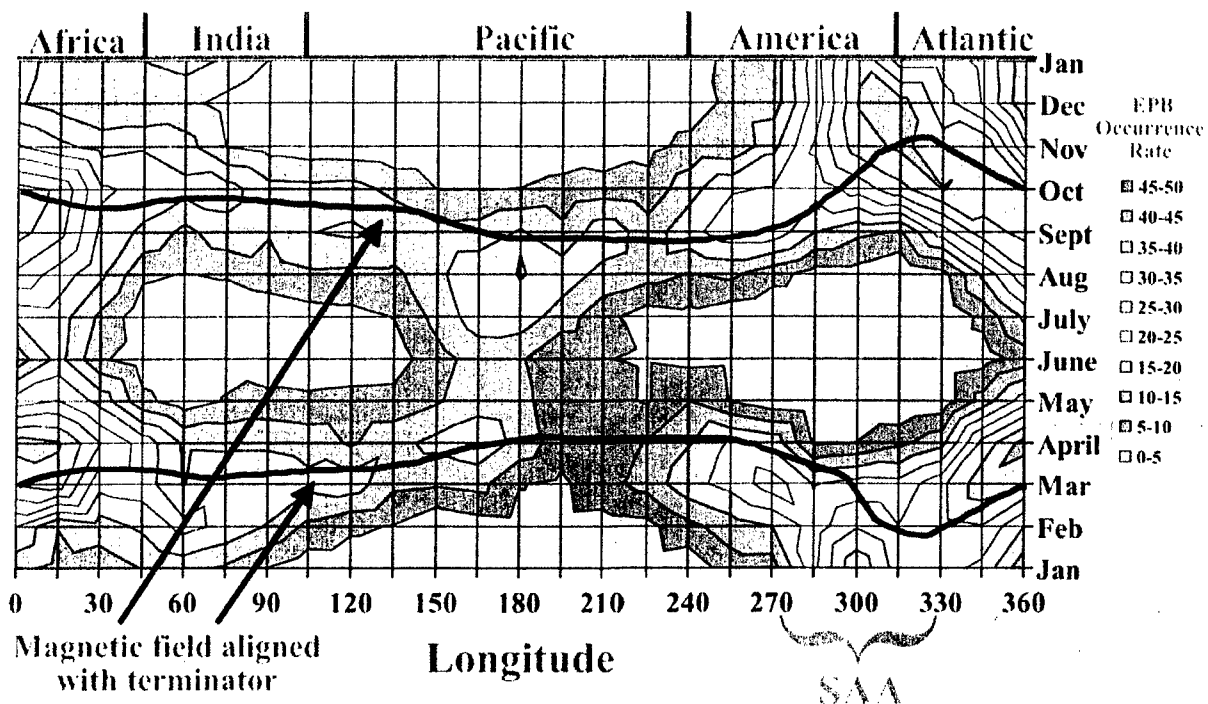 Africa India Pacific America Atlantic
Jan
Dec
Nov
Oct
Sept
Aug
July
June
May
April
Mar
Feb
Jan
EPB
Occurrence
Rate
45-50
40-45
35-40
30-35
25-30
20-25
15-20
10-15
5-10
0-5
0 30 60 90 120 150 180 210 240 270 300 330 360
Magnetic field aligned
with terminator
Longitude
SAA